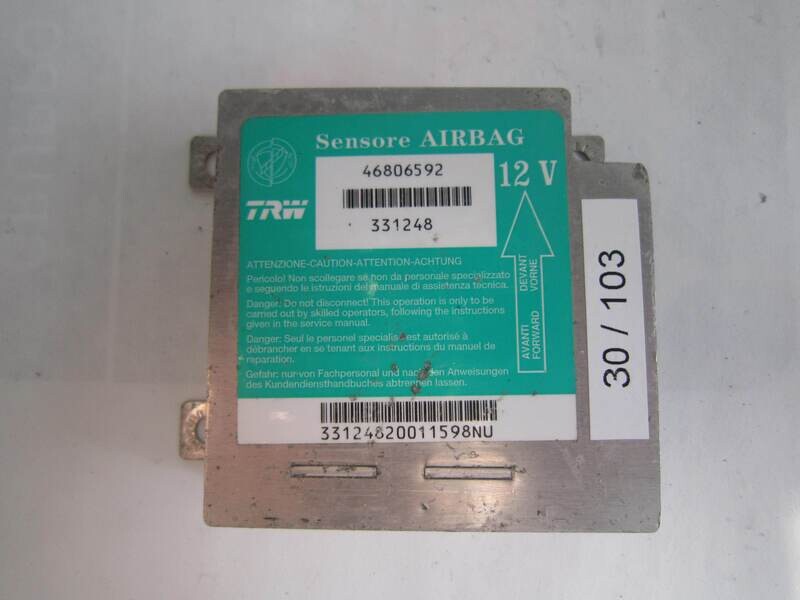 Sensore AIRBAG
46806592
12 V
TRW
331248
ATTENZIONE-CAUTION-ATTENTION-ACHTUNG
Pericolo! Non scollegare se non da personale specializzato
e seguendo le istruzioni del manuale di assistenza tecnica.
Danger. Do not disconnect! This operation is only to be
carried out by skilled operators, following the instructions
given in the service manual.
Danger: Seul le personel specialisé est autorisé à
débrancher en se tenant aux instructions du manuel de
reparation.
Gefahr: nur von Fachpersonal und nach den Anweisungen
des Kundendiensthandbuches abtrennen lassen.
AVANTI DEVANT
FORWARD VORNE
33124820011598NU
30 / 103